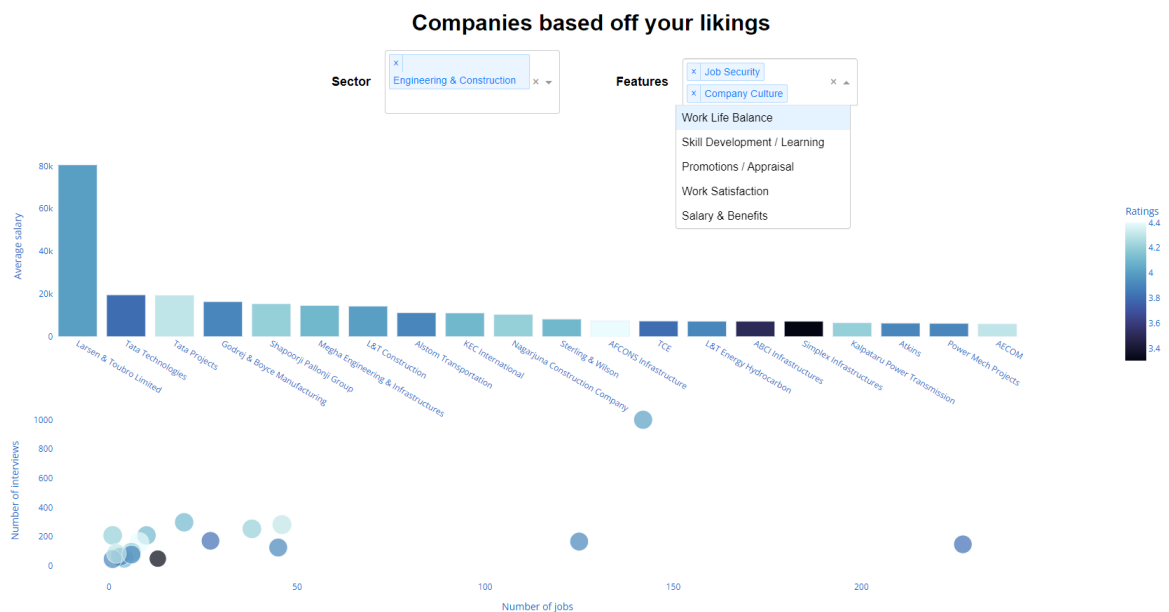 Companies based off your likings
Sector
×
Engineering & Construction
×
Features
× Job Security
× Company Culture
×
Work Life Balance
Skill Development / Learning
Promotions / Appraisal
Work Satisfaction
Salary & Benefits
Average salary
80k
60k
40k
20k
0
Larsen & Toubro Limited
Tata Technologies
Tata Projects
Godrej & Boyce Manufacturing
Shapoorji Pallonji Group
Megha Engineering & Infrastructures
L&T Construction
Alstom Transportation
KEC International
Nagarjuna Construction Company
Sterling & Wilson
AFCONS Infrastructure
TCE
L&T Energy Hydrocarbon
ABCI Infrastructures
Simplex Infrastructures
Kalpataru Power Transmission
Atkins
Power Mech Projects
AECOM
Ratings
4.4
4.2
4
3.8
3.6
3.4
Number of interviews
1000
800
600
400
200
0
0
50
100
150
200
Number of jobs